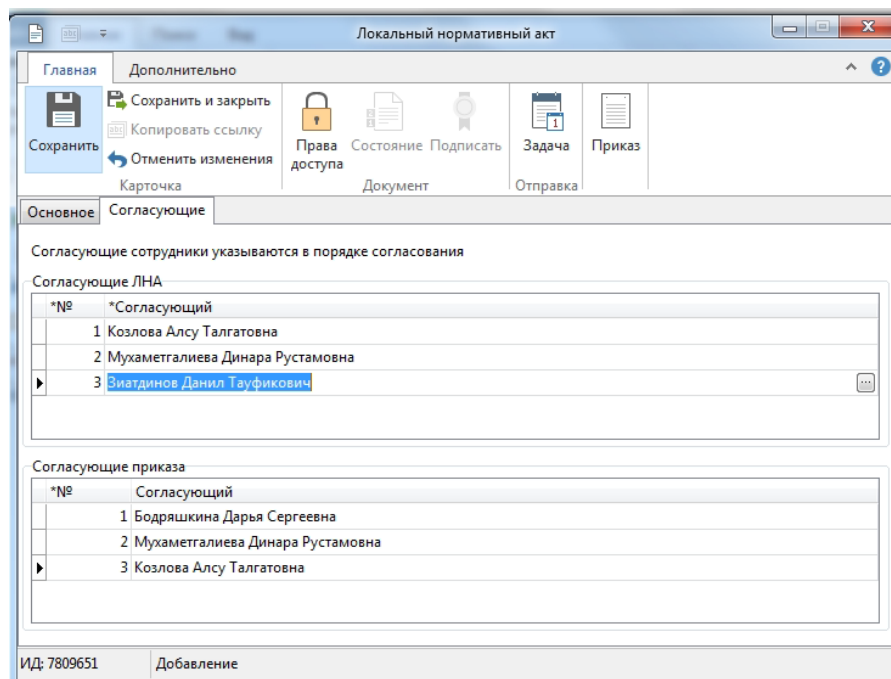 Локальный нормативный акт
Главная Дополнительно
Сохранить
Сохранить и закрыть
Копировать ссылку
Отменить изменения
Карточка
Права доступа
Состояние Подписать
Документ
Задача
Отправка
Приказ
Основное Согласующие
Согласующие сотрудники указываются в порядке согласования
Согласующие ЛНА
*№ *Согласующий
1 Козлова Алсу Талгатовна
2 Мухаметгалиева Динара Рустамовна
3 Зиатдинов Данил Тауфикович
Согласующие приказа
*№ Согласующий
1 Бодряшкина Дарья Сергеевна
2 Мухаметгалиева Динара Рустамовна
3 Козлова Алсу Талгатовна
ИД: 7809651 Добавление